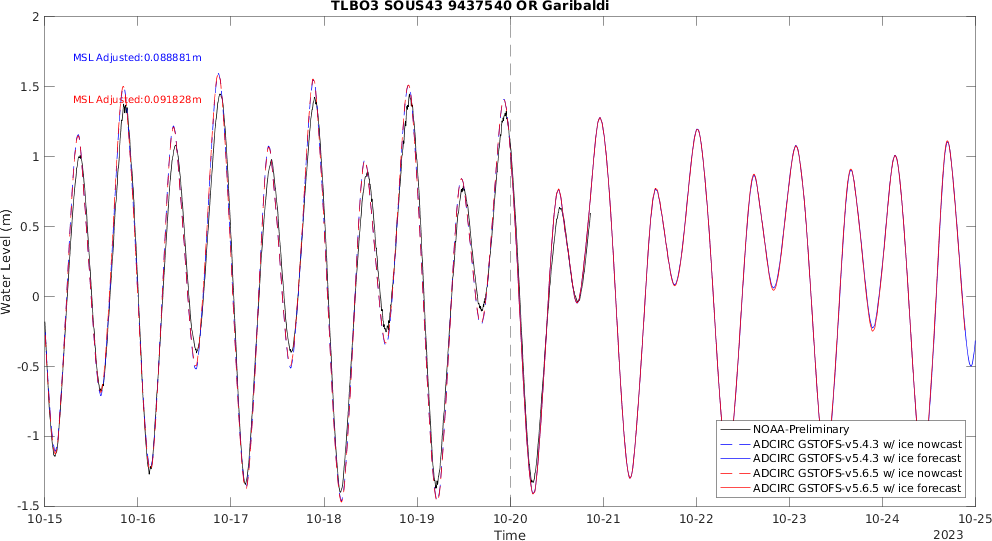 TLBO3 SOUS43 9437540 OR Garibaldi
MSL Adjusted:0.088881m
MSL Adjusted:0.091828m
Water Level (m)
2
1.5
1
0.5
0
-0.5
-1
-1.5
10-15
10-16
10-17
10-18
10-19
10-20
10-21
10-22
10-23
10-24
10-25
Time
2023
NOAA-Preliminary
ADCIRC GSTOFS-v5.4.3 w/ ice nowcast
ADCIRC GSTOFS-v5.4.3 w/ ice forecast
ADCIRC GSTOFS-v5.6.5 w/ ice nowcast
ADCIRC GSTOFS-v5.6.5 w/ ice forecast